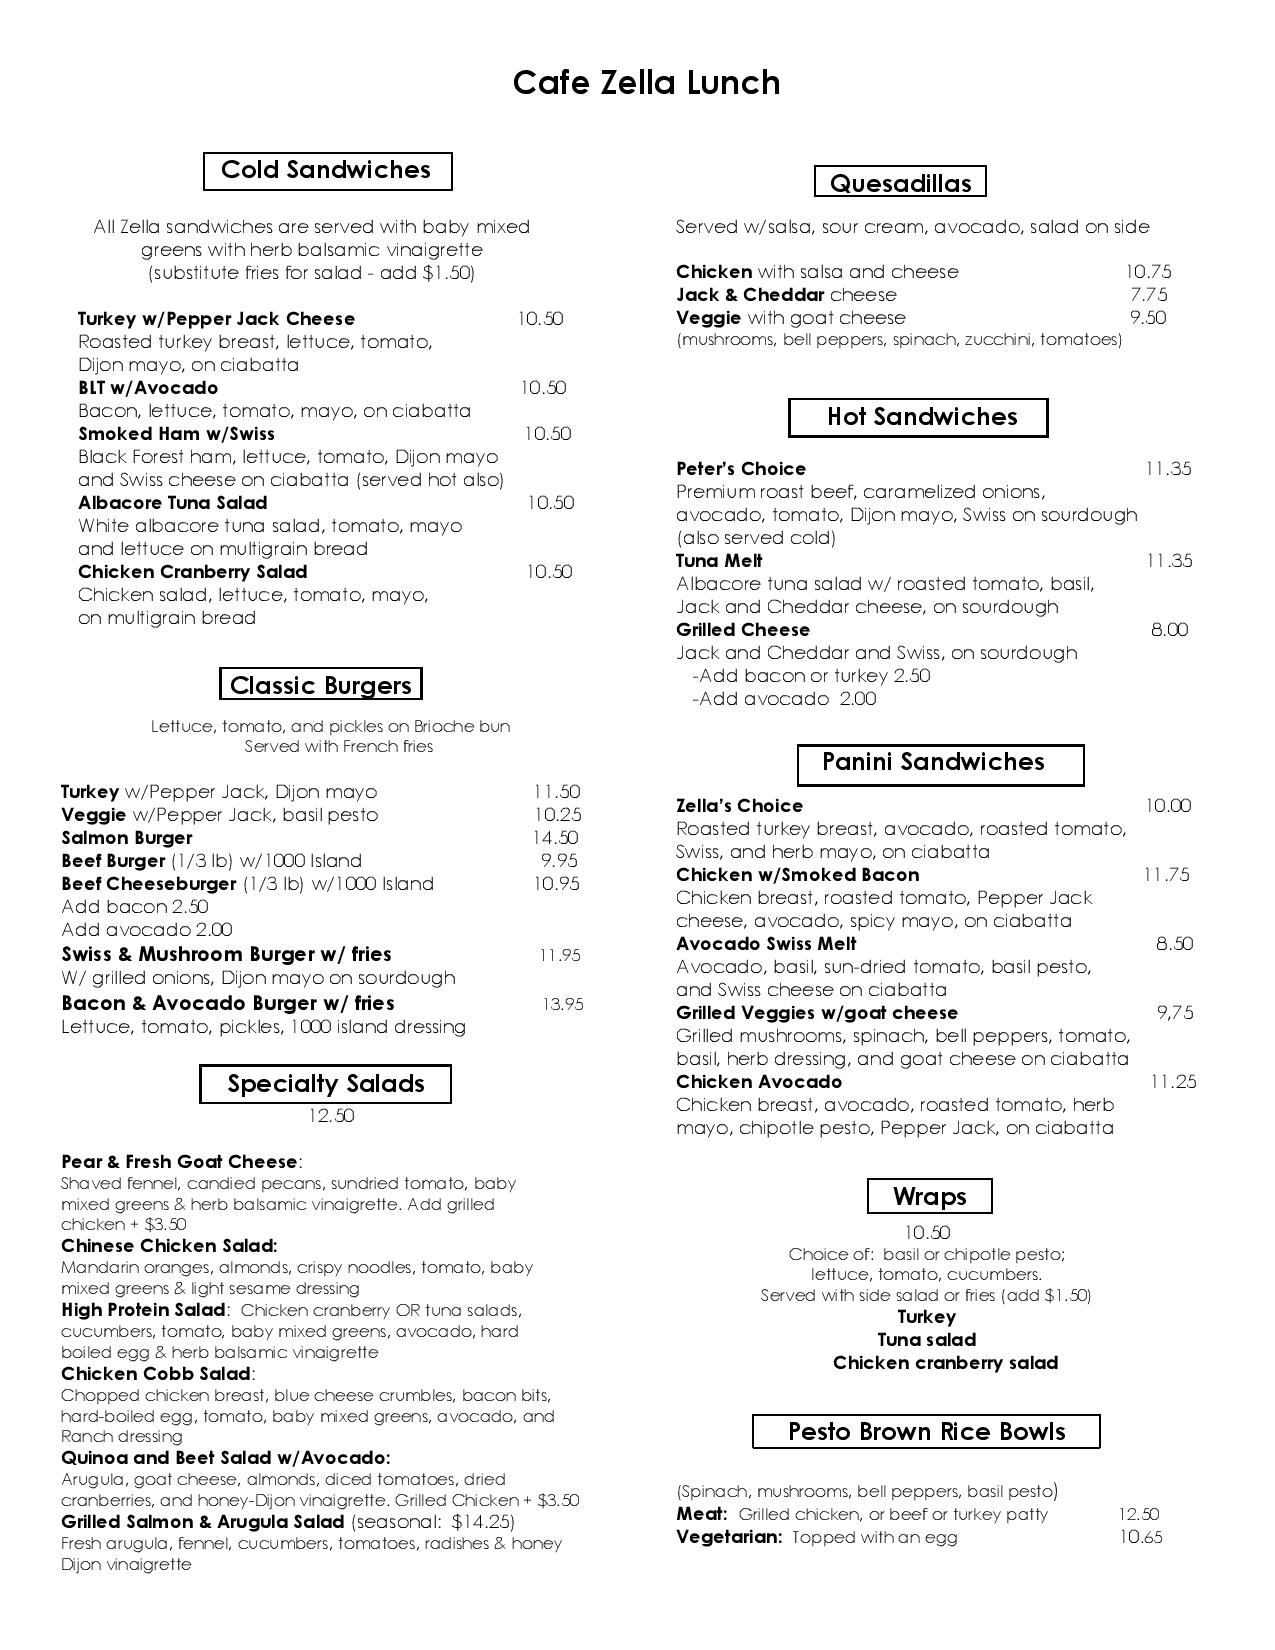 Cafe Zella Lunch
Cold Sandwiches
All Zella sandwiches are served with baby mixed
greens with herb balsamic vinaigrette
(substitute fries for salad - add $1.50)
Turkey w/Pepper Jack Cheese 10.50
Roasted turkey breast, lettuce, tomato,
Dijon mayo, on ciabatta
BLT w/Avocado 10.50
Bacon, lettuce, tomato, mayo, on ciabatta
Smoked Ham w/Swiss 10.50
Black Forest ham, lettuce, tomato, Dijon mayo
and Swiss cheese on ciabatta (served hot also)
Albacore Tuna Salad 10.50
White albacore tuna salad, tomato, mayo
and lettuce on multigrain bread
Chicken Cranberry Salad 10.50
Chicken salad, lettuce, tomato, mayo,
on multigrain bread
Classic Burgers
Lettuce, tomato, and pickles on Brioche bun
Served with French fries
Turkey w/Pepper Jack, Dijon mayo 11.50
Veggie w/Pepper Jack, basil pesto 10.25
Salmon Burger 14.50
Beef Burger (1/3 lb) w/1000 Island 9.95
Beef Cheeseburger (1/3 lb) w/1000 Island 10.95
Add bacon 2.50
Add avocado 2.00
Swiss & Mushroom Burger w/ fries 11.95
W/ grilled onions, Dijon mayo on sourdough
Bacon & Avocado Burger w/ fries 13.95
Lettuce, tomato, pickles, 1000 island dressing
Specialty Salads
12.50
Pear & Fresh Goat Cheese:
Shaved fennel, candied pecans, sundried tomato, baby
mixed greens & herb balsamic vinaigrette. Add grilled
chicken + $3.50
Chinese Chicken Salad:
Mandarin oranges, almonds, crispy noodles, tomato, baby
mixed greens & light sesame dressing
High Protein Salad: Chicken cranberry OR tuna salads,
cucumbers, tomato, baby mixed greens, avocado, hard
boiled egg & herb balsamic vinaigrette
Chicken Cobb Salad:
Chopped chicken breast, blue cheese crumbles, bacon bits,
hard-boiled egg, tomato, baby mixed greens, avocado, and
Ranch dressing
Quinoa and Beet Salad w/Avocado:
Arugula, goat cheese, almonds, diced tomatoes, dried
cranberries, and honey-Dijon vinaigrette. Grilled Chicken + $3.50
Grilled Salmon & Arugula Salad (seasonal: $14.25)
Fresh arugula, fennel, cucumbers, tomatoes, radishes & honey
Dijon vinaigrette
Quesadillas
Served w/salsa, sour cream, avocado, salad on side
Chicken with salsa and cheese 10.75
Jack & Cheddar cheese 7.75
Veggie with goat cheese 9.50
(mushrooms, bell peppers, spinach, zucchini, tomatoes)
Hot Sandwiches
Peter's Choice 11.35
Premium roast beef, caramelized onions,
avocado, tomato, Dijon mayo, Swiss on sourdough
(also served cold)
Tuna Melt 11.35
Albacore tuna salad w/ roasted tomato, basil,
Jack and Cheddar cheese, on sourdough
Grilled Cheese 8.00
Jack and Cheddar and Swiss, on sourdough
-Add bacon or turkey 2.50
-Add avocado 2.00
Panini Sandwiches
Zella's Choice 10.00
Roasted turkey breast, avocado, roasted tomato,
Swiss, and herb mayo, on ciabatta
Chicken w/Smoked Bacon 11.75
Chicken breast, roasted tomato, Pepper Jack
cheese, avocado, spicy mayo, on ciabatta
Avocado Swiss Melt 8.50
Avocado, basil, sun-dried tomato, basil pesto,
and Swiss cheese on ciabatta
Grilled Veggies w/goat cheese 9,75
Grilled mushrooms, spinach, bell peppers, tomato,
basil, herb dressing, and goat cheese on ciabatta
Chicken Avocado 11.25
Chicken breast, avocado, roasted tomato, herb
mayo, chipotle pesto, Pepper Jack, on ciabatta
Wraps
10.50
Choice of: basil or chipotle pesto;
lettuce, tomato, cucumbers.
Served with side salad or fries (add $1.50)
Turkey
Tuna salad
Chicken cranberry salad
Pesto Brown Rice Bowls
(Spinach, mushrooms, bell peppers, basil pesto)
Meat: Grilled chicken, or beef or turkey patty 12.50
Vegetarian: Topped with an egg 10.65